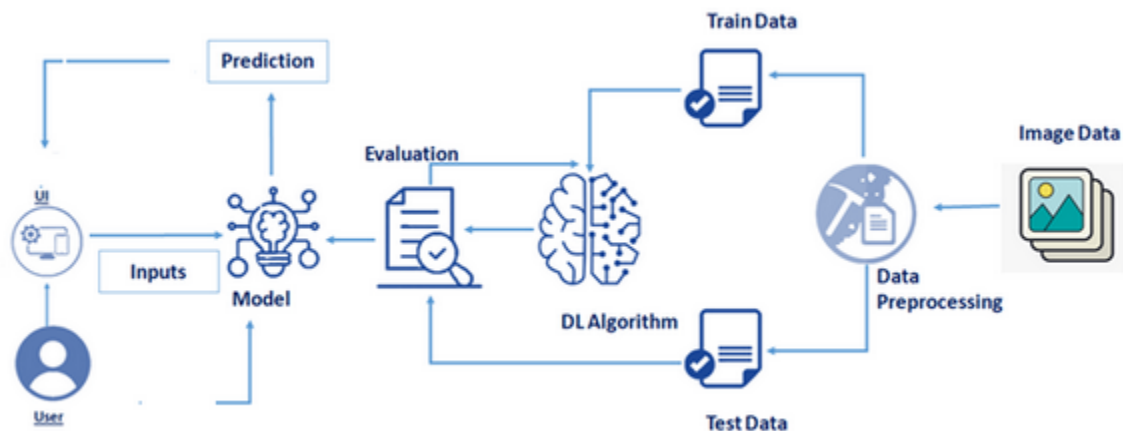 Train Data
Prediction
Image Data
Evaluation
UI
Inputs
Model
Data
Preprocessing
DL Algorithm
User
Test Data